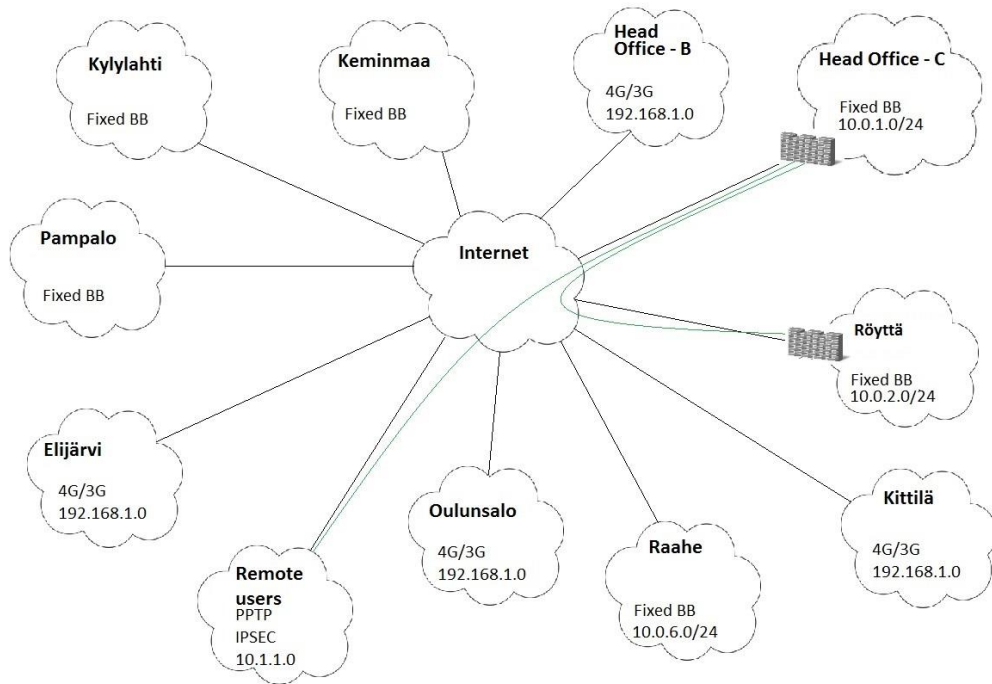 Kylylahti
Fixed BB
Keminmaa
Fixed BB
Head
Office - B
4G/3G
192.168.1.0
Head Office - C
Fixed BB
10.0.1.0/24
Pampalo
Fixed BB
Internet
Röyttä
Fixed BB
10.0.2.0/24
Elijärvi
4G/3G
192.168.1.0
Remote
users
PPTP
IPSEC
10.1.1.0
Oulunsalo
4G/3G
192.168.1.0
Raahe
Fixed BB
10.0.6.0/24
Kittilä
4G/3G
192.168.1.0